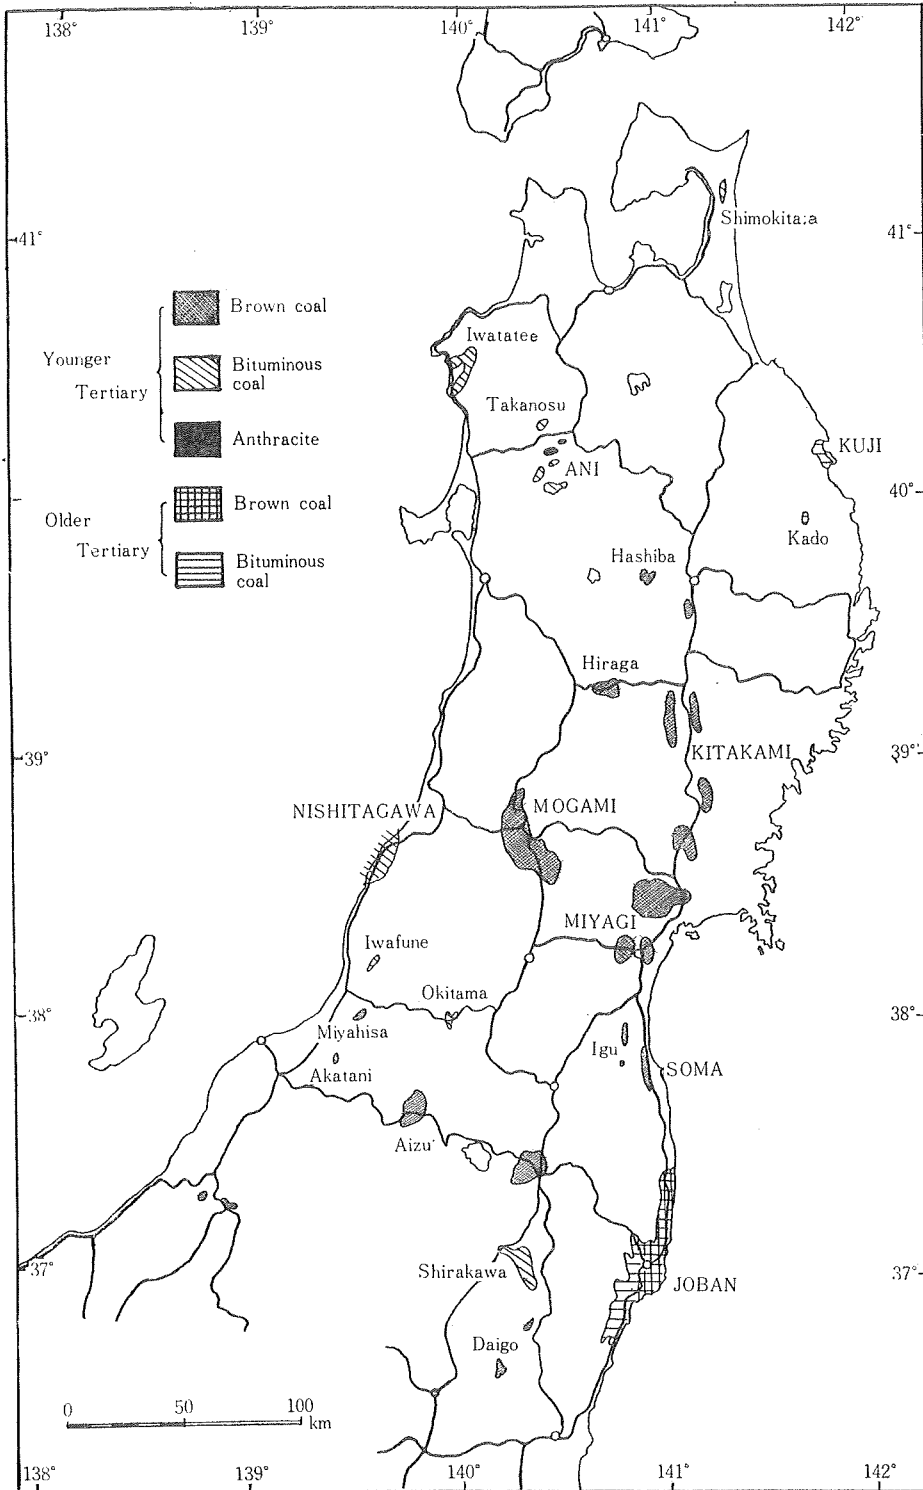 138° 139° 140° 141° 142°
Shimokita;a
41° 41°
Brown coal
Iwatatee
Younger
Tertiary
Bituminous
coal
Takanosu
Anthracite
KUJI
ANI
Brown coal
40°
Older
Tertiary
Kado
Hashiba
Bituminous
coal
Hiraga
39° KITAKAMI 39°
NISHITAGAWA MOGAMI
MIYAGI
Iwafune
Okitama
38° 38°
Miyahisa
Igu
SOMA
Akatani
Aizu
37° Shirakawa 37°
JOBAN
Daigo
0 50 100
km
138° 139° 140° 141° 142°